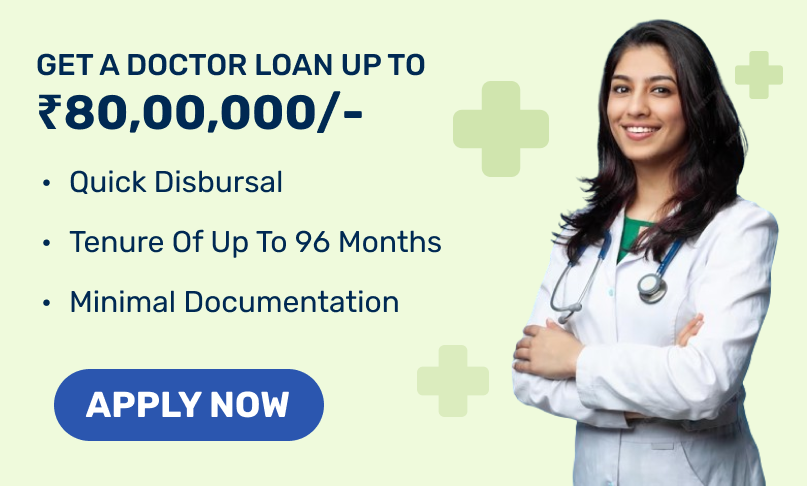 GET A DOCTOR LOAN UP TO
₹80,00,000/-
• Quick Disbursal
• Tenure Of Up To 96 Months
• Minimal Documentation
APPLY NOW